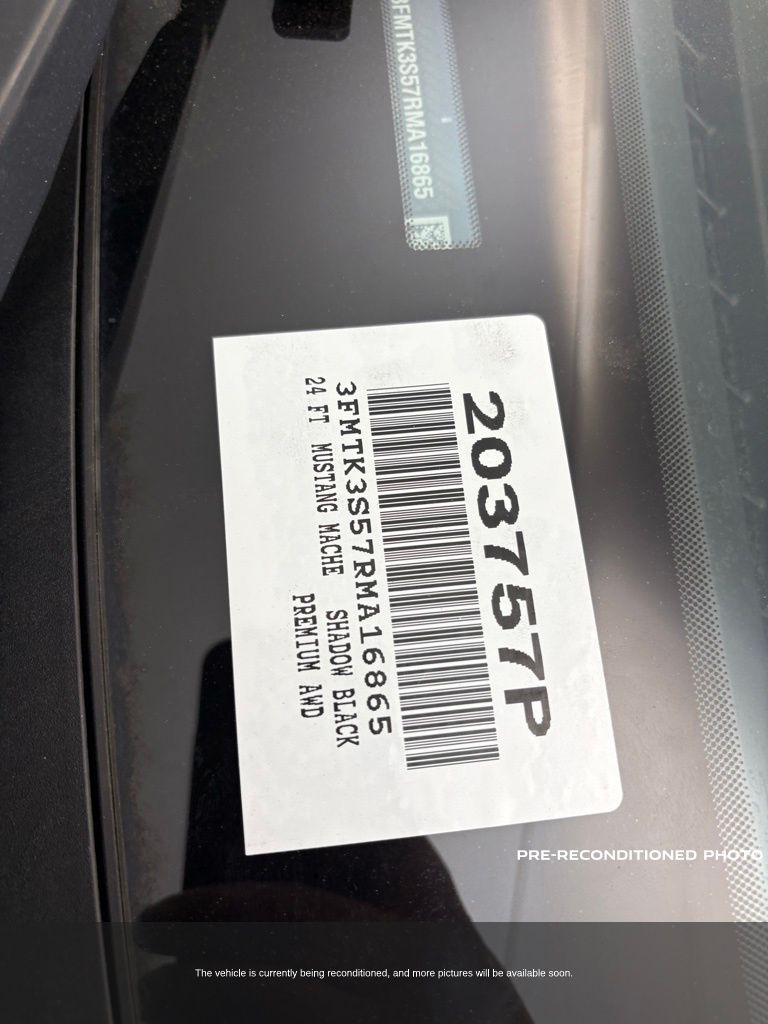 3FMTK3S57RMA16865
203757P
3FMTK3S57RMA16865
24 FT MUSTANG MACHE SHADOW BLACK
PREMIUM AWD
PRE-RECONDITIONED PHOTO
The vehicle is currently being reconditioned, and more pictures will be available soon.